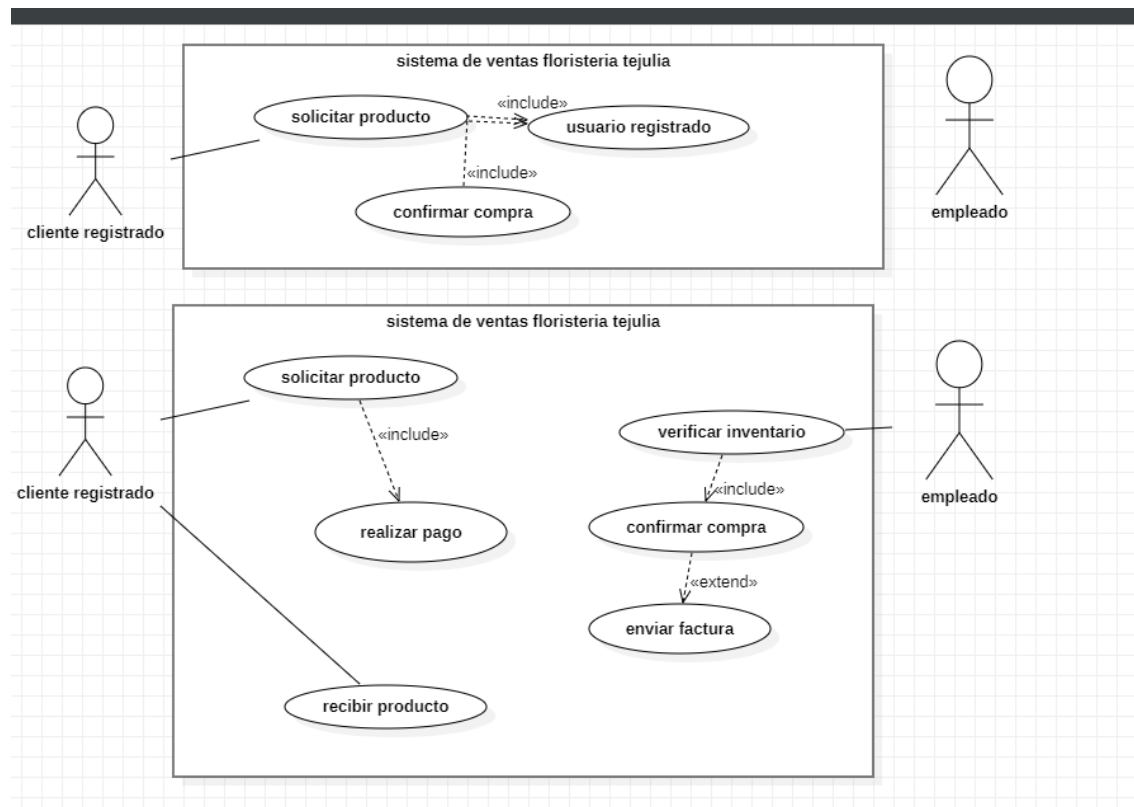 sistema de ventas floristeria tejulia
solicitar producto
«include»
usuario registrado
«include»
confirmar compra
cliente registrado
empleado
sistema de ventas floristeria tejulia
solicitar producto
«include»
verificar inventario
«include»
cliente registrado
empleado
realizar pago
confirmar compra
«extend»
enviar factura
recibir producto